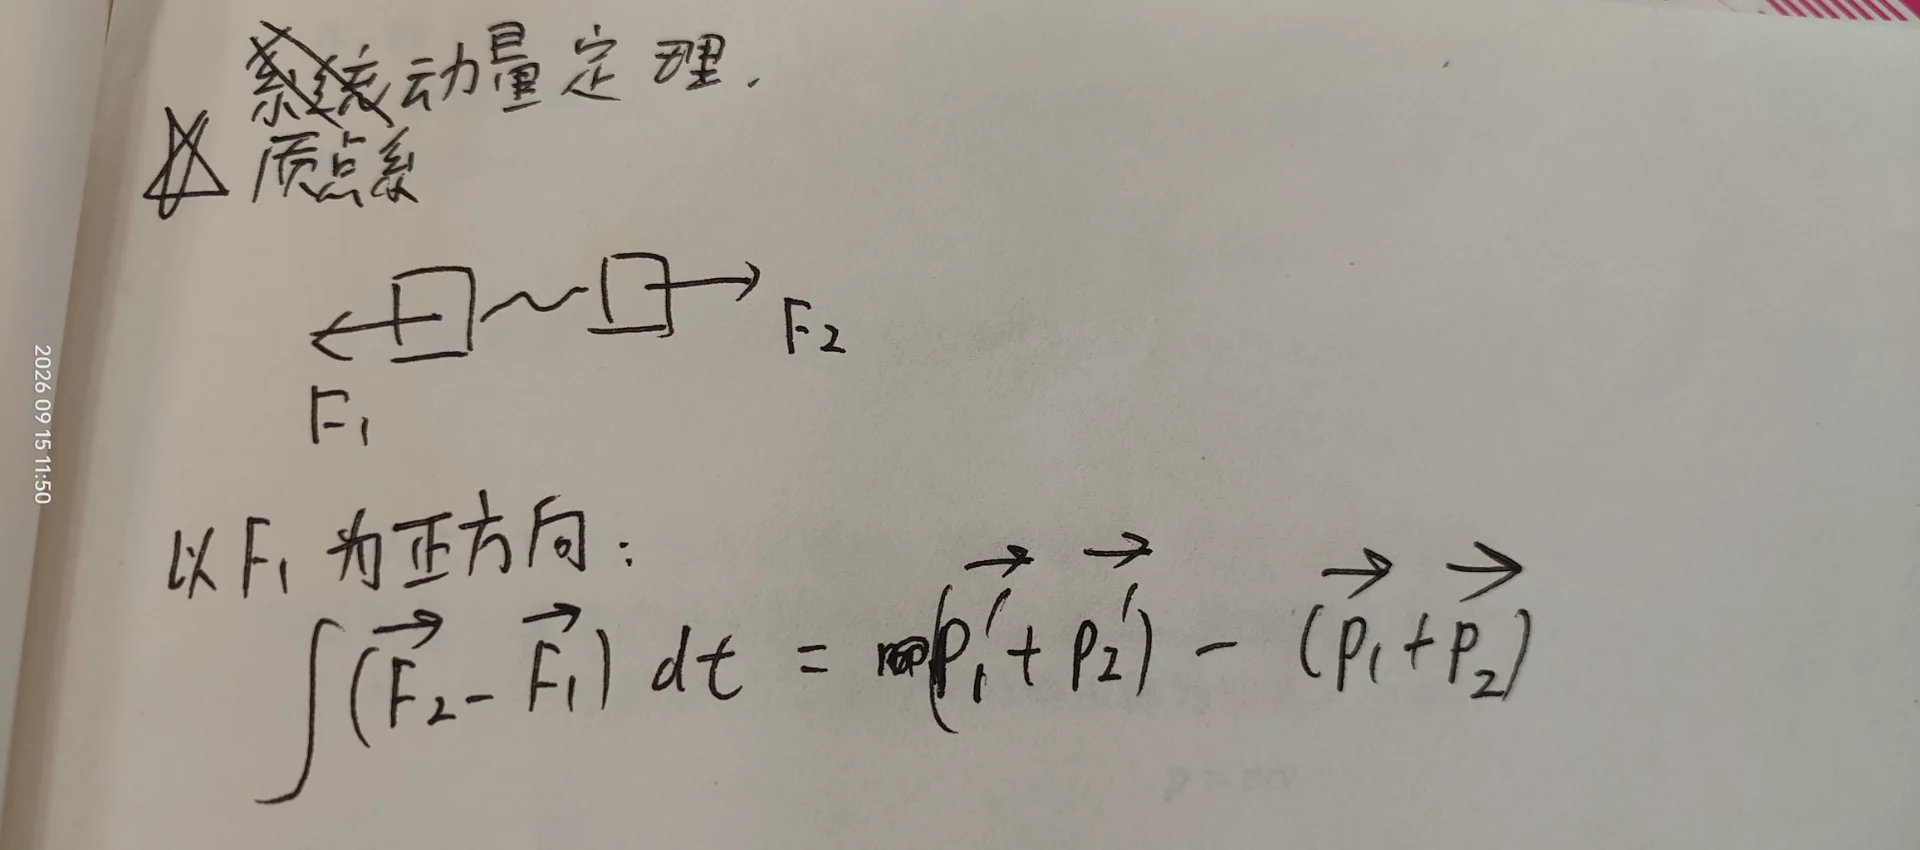 系统动量定理.
质点系
F₂
F₁
以F₁为正方向:
∫(F⃗₂-F⃗₁)dt = (p⃗₁'+p⃗₂')-(p⃗₁+p⃗₂)
2026 09 15 11:50